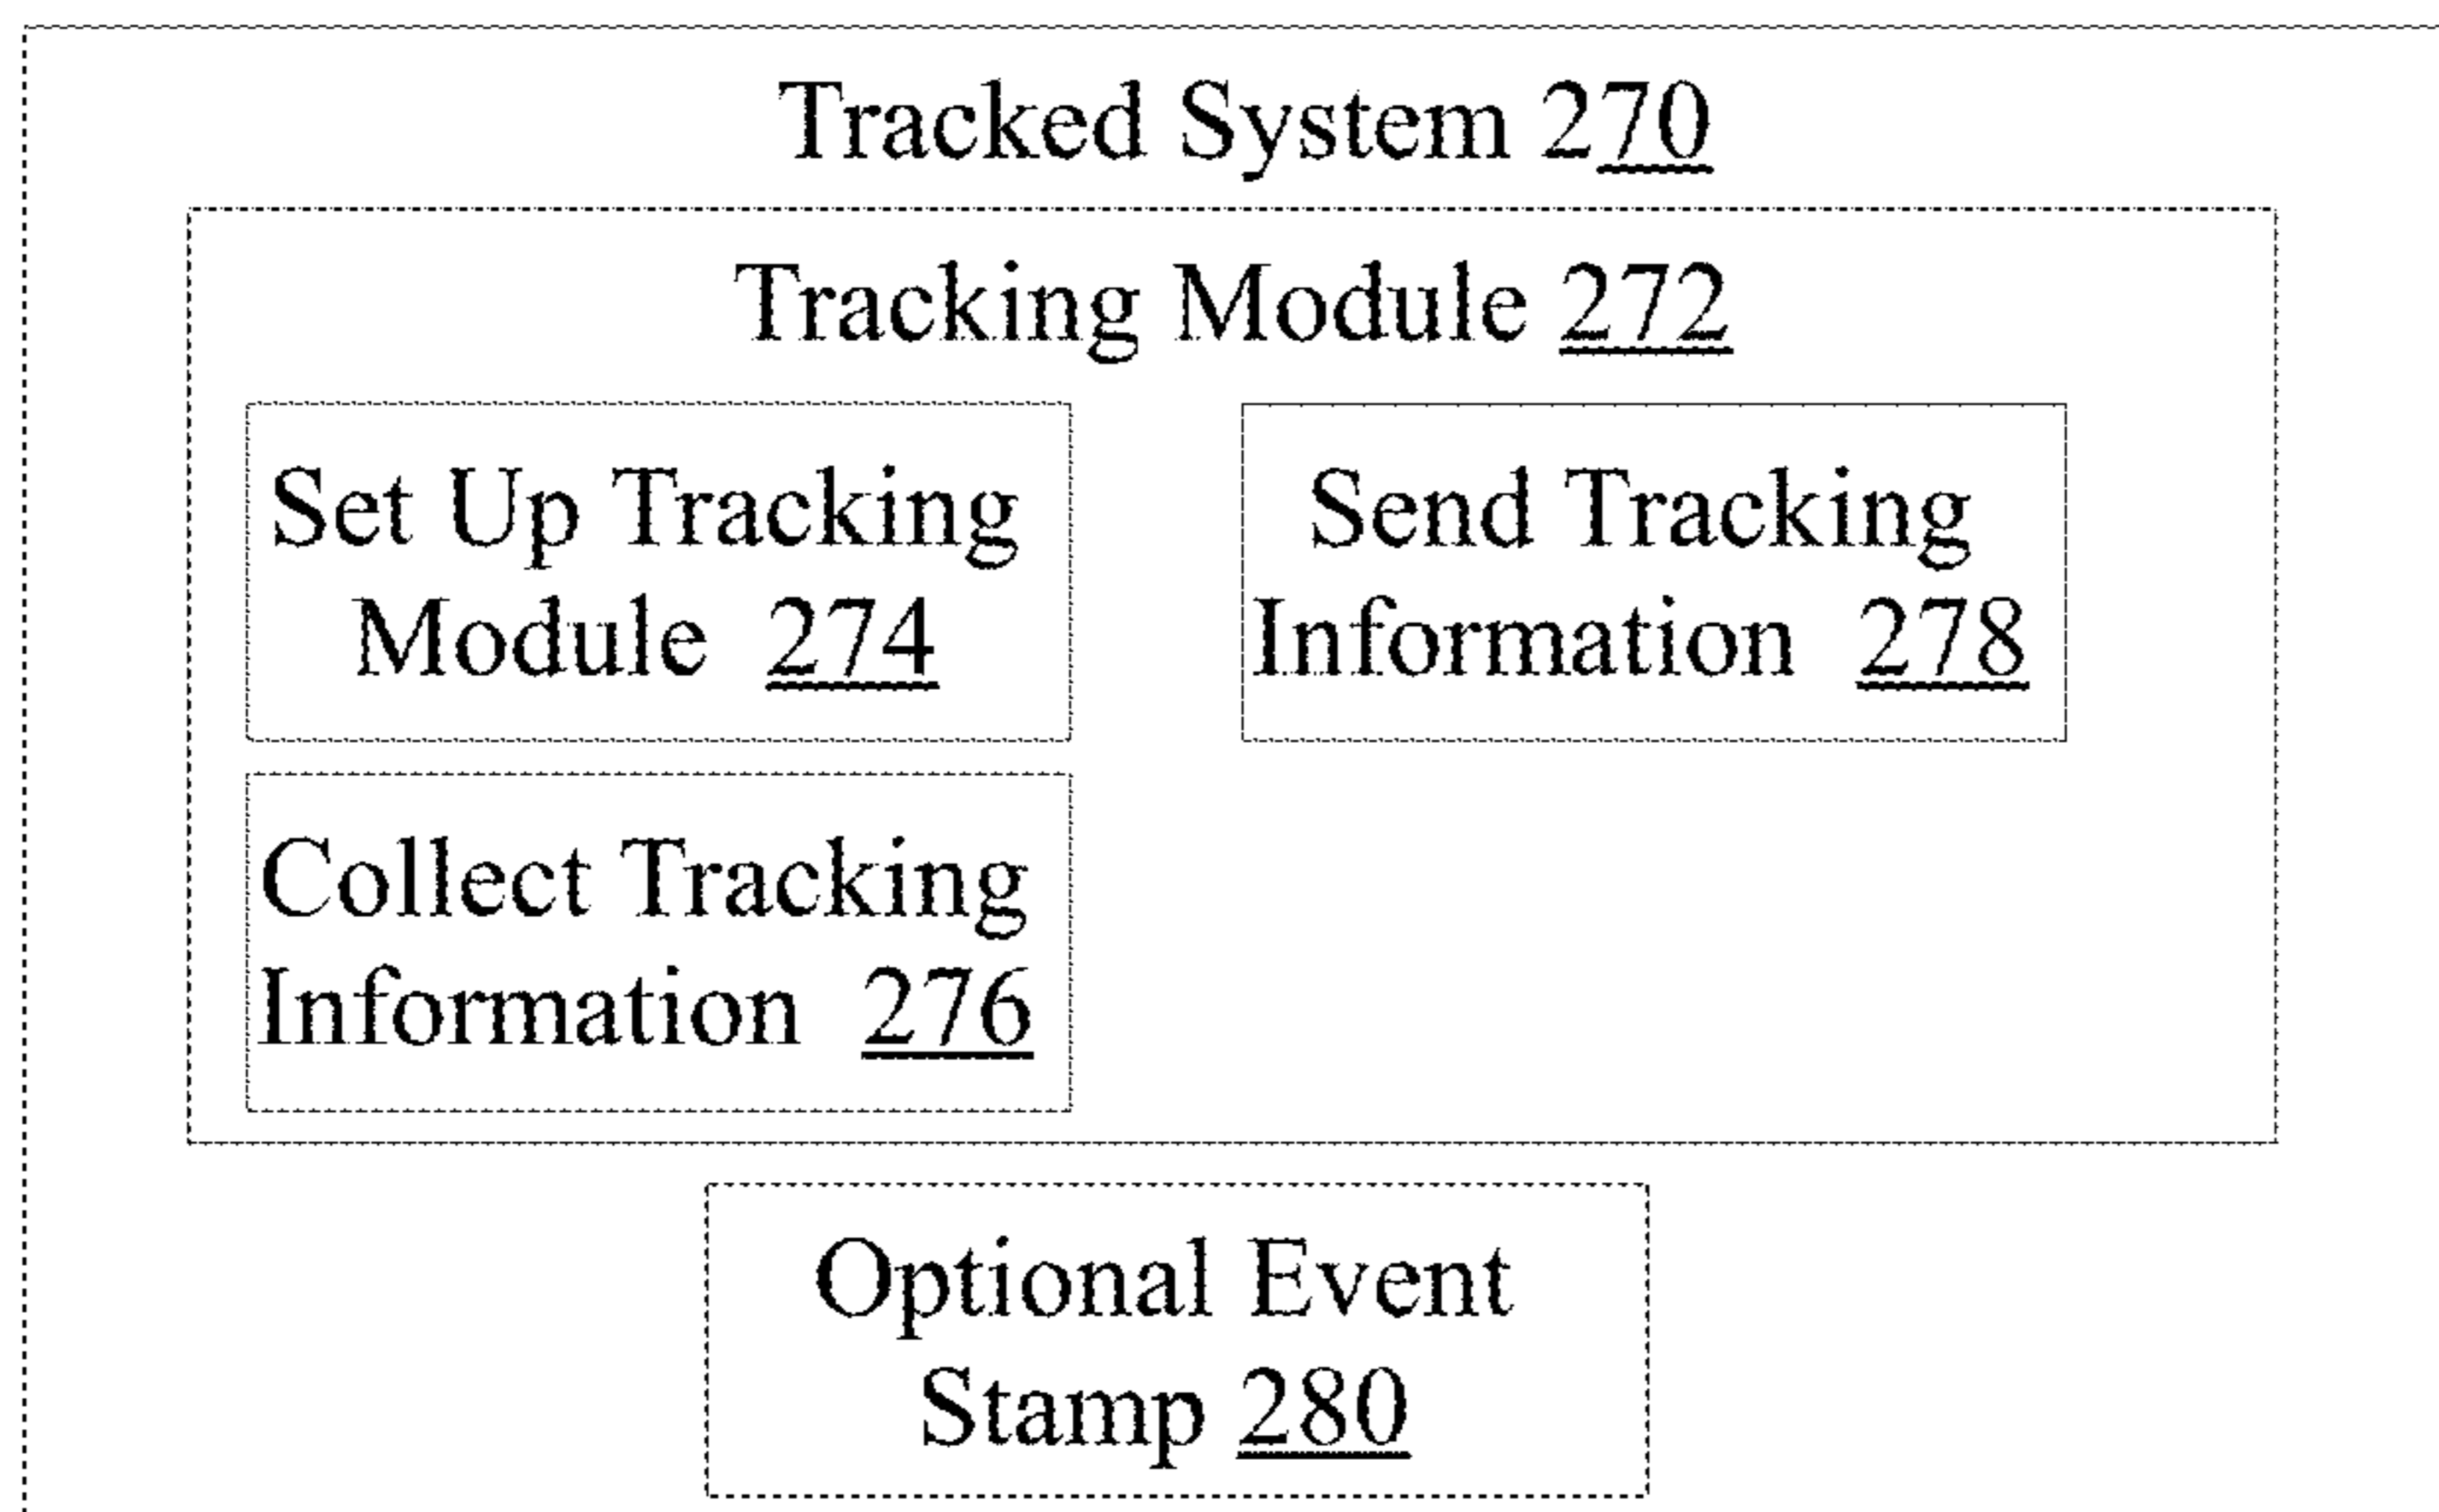 Tracked System 270
Tracking Module 272
Set Up Tracking
Module 274
Send Tracking
Information 278
Collect Tracking
Information 276
Optional Event
Stamp 280